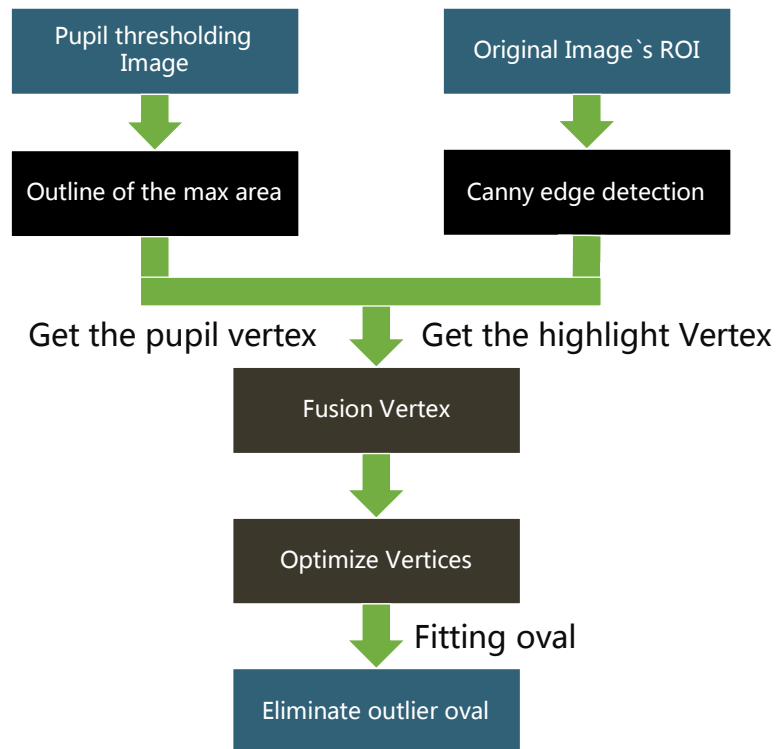 Pupil thresholding
Image
Original Image`s ROI
Outline of the max area
Canny edge detection
Get the pupil vertex
Get the highlight Vertex
Fusion Vertex
Optimize Vertices
Fitting oval
Eliminate outlier oval